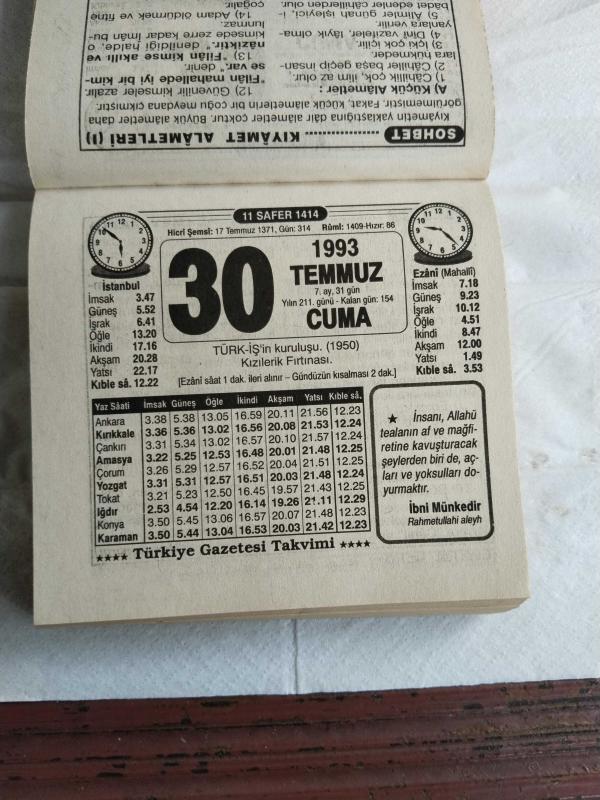 SOHBET ........ KIYÂMET ALÂMETLERİ (I)
Kıyâmetin yaklaştığına dâir alâmetler çoktur. Büyük alâmetler daha
görülmemiştir. Fakat, küçük alâmetlerin bir çoğu meydana çıkmıştır.
A) Küçük Alâmetler :
1) Câhillik çok, ilim az olur.
2) Câhiller başa geçip insan-
lara hükmederler.
3) İçki çok içilir.
4) Dinî vazifeler, lâyık olma-
yanlara verilir.
5) Âlimler günah işleyici, i-
bâdet edenler câhillerden
12) Güvenilir kimseler azalır.
"Filân mahallede iyi bir kim-
se var." denir.
13) "Filân kimse akıllı ve
nâziktir." denildiği halde, o
kimsede zerre kadar îmân bu-
lunmaz.
14) Adam öldürmek ve fitne
çoğalır.
11 SAFER 1414
Hicrî Şemsî: 17 Temmuz 1371, Gün: 314 Rûmî: 1409-Hızır: 86
30
1993
TEMMUZ
7. ay, 31 gün
Yılın 211. günü - Kalan gün: 154
CUMA
İstanbul
İmsak 3.47
Güneş 5.52
İşrak 6.41
Öğle 13.20
İkindi 17.16
Akşam 20.28
Yatsı 22.17
Kıble sâ. 12.22
Ezânî (Mahallî)
İmsak 7.18
Güneş 9.23
İşrak 10.12
Öğle 4.51
İkindi 8.47
Akşam 12.00
Yatsı 1.49
Kıble sâ. 3.53
TÜRK-İŞ'in kuruluşu. (1950)
Kızılerik Fırtınası.
[Ezânî sâat 1 dak. ileri alınır – Gündüzün kısalması 2 dak.]
Yaz Sâati İmsak Güneş Öğle İkindi Akşam Yatsı Kıble sâ.
Ankara 3.38 5.38 13.05 16.59 20.11 21.56 12.23
Kırıkkale 3.36 5.36 13.02 16.56 20.08 21.53 12.24
Çankırı 3.31 5.34 13.02 16.57 20.10 21.57 12.24
Amasya 3.22 5.25 12.53 16.48 20.01 21.48 12.25
Çorum 3.26 5.29 12.57 16.52 20.04 21.51 12.25
Yozgat 3.31 5.31 12.57 16.51 20.03 21.48 12.24
Tokat 3.21 5.23 12.50 16.45 19.57 21.43 12.25
Iğdır 2.53 4.54 12.20 16.14 19.26 21.11 12.29
Konya 3.50 5.45 13.06 16.57 20.07 21.48 12.23
Karaman 3.50 5.44 13.04 16.53 20.03 21.42 12.23
★ İnsanı, Allahü
tealanın af ve mağfi-
retine kavuşturacak
şeylerden biri de, aç-
ları ve yoksulları do-
yurmaktır.
İbni Münkedir
Rahmetullahi aleyh
★★★★ Türkiye Gazetesi Takvimi ★★★★